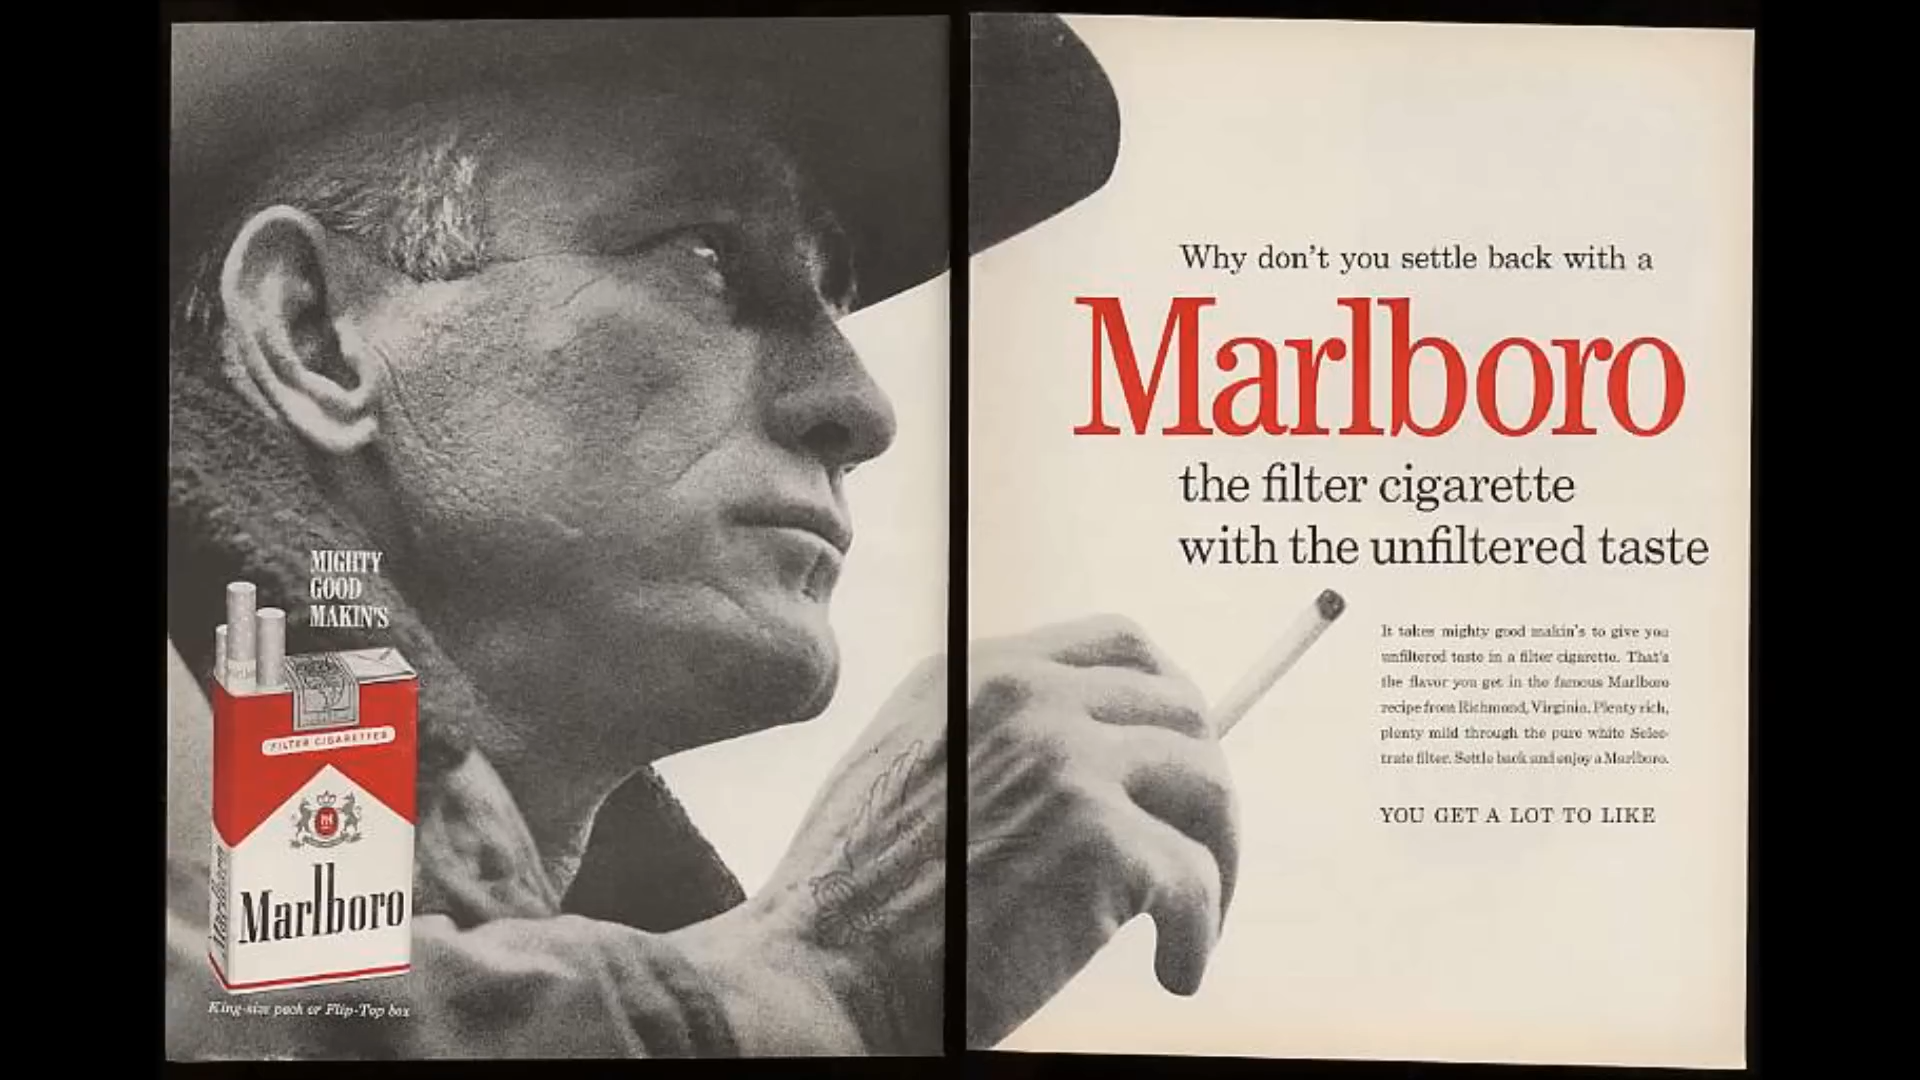 MIGHTY
GOOD
MAKIN'S
FILTER CIGARETTES
Marlboro
Marlboro
King-size pack or Flip-Top box
Why don't you settle back with a
Marlboro
the filter cigarette
with the unfiltered taste
It takes mighty good makin's to give you
unfiltered taste in a filter cigarette. That's
the flavor you get in the famous Marlboro
recipe from Richmond, Virginia. Plenty rich,
plenty mild through the pure white Selec-
trate filter. Settle back and enjoy a Marlboro.
YOU GET A LOT TO LIKE